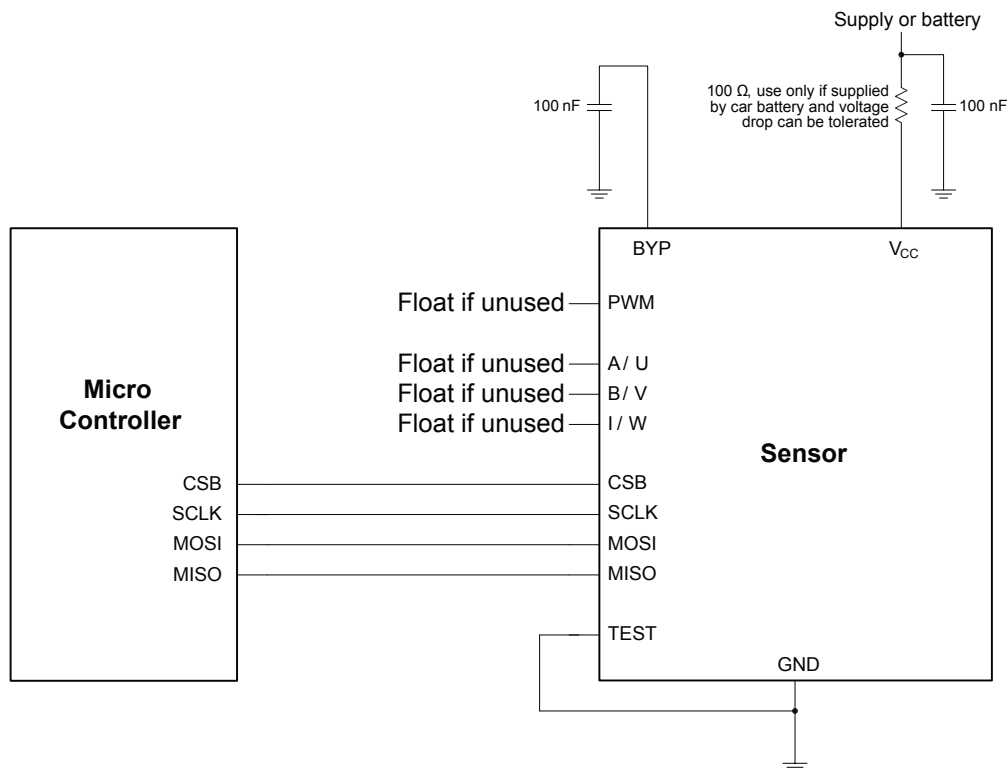 Supply or battery
100 nF
100 Ω, use only if supplied
by car battery and voltage
drop can be tolerated
100 nF
BYP
VCC
Float if unused
PWM
Float if unused
A / U
Float if unused
B / V
Float if unused
I / W
Micro
Controller
Sensor
CSB
CSB
SCLK
SCLK
MOSI
MOSI
MISO
MISO
TEST
GND